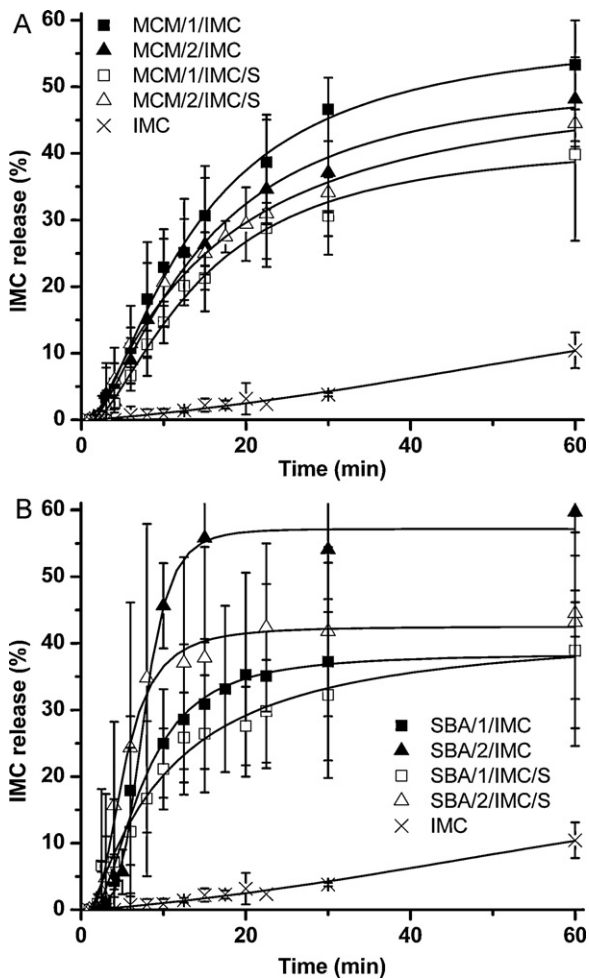 A
60
50
40
30
20
10
0
IMC release (%)
MCM/1/IMC
MCM/2/IMC
MCM/1/IMC/S
MCM/2/IMC/S
IMC
0 20 40 60
Time (min)
B
60
50
40
30
20
10
0
IMC release (%)
SBA/1/IMC
SBA/2/IMC
SBA/1/IMC/S
SBA/2/IMC/S
IMC
0 20 40 60
Time (min)